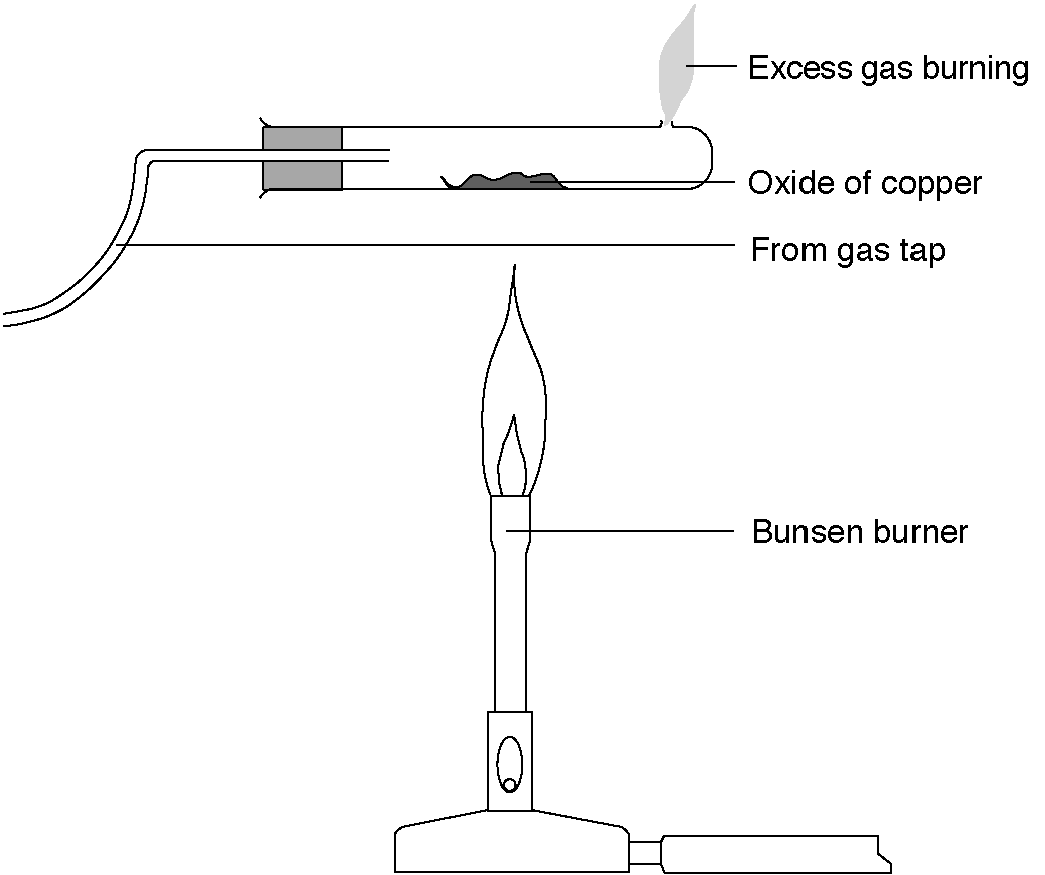 Excess gas burning
Oxide of copper
From gas tap
Bunsen burner